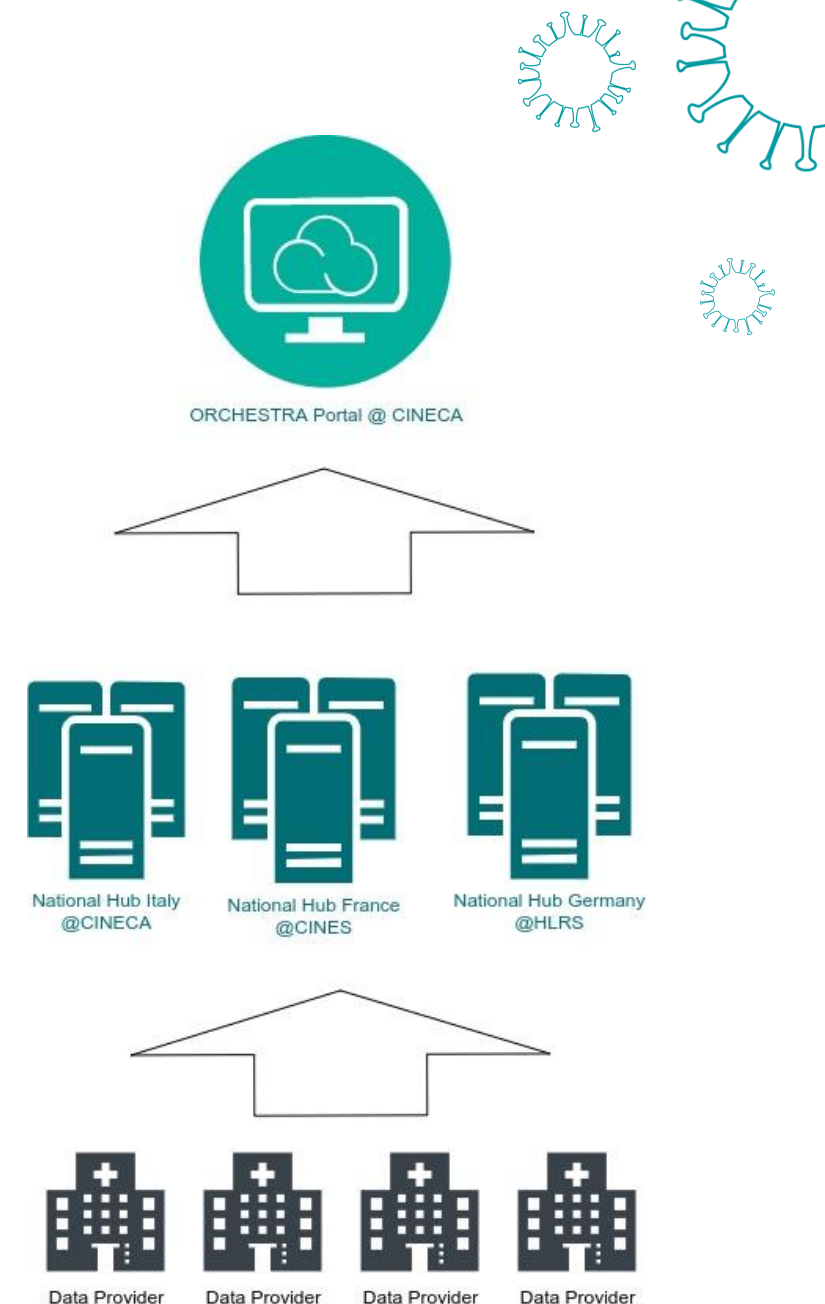 ORCHESTRA Portal @ CINECA
National Hub Italy
@CINECA
National Hub France
@CINES
National Hub Germany
@HLRS
Data Provider
Data Provider
Data Provider
Data Provider